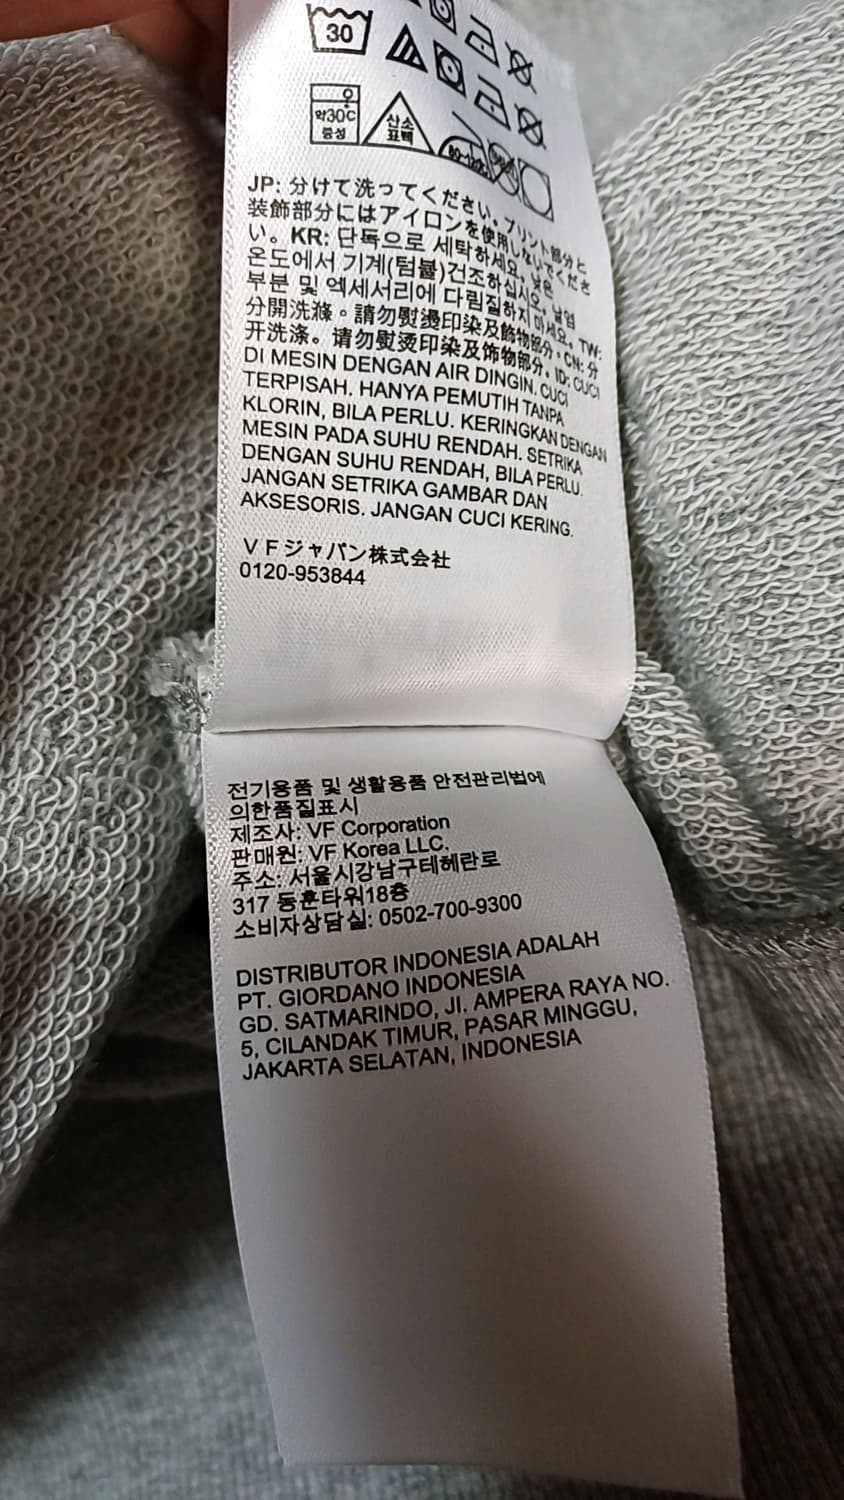 30
약30℃
중성
산소
표백
JP: 分けて洗ってください。プリント部分と
装飾部分にはアイロンを使用しないでくださ
い。KR: 단독으로 세탁하세요. 낮은
온도에서 기계(텀블)건조하십시오. 날염
부분 및 엑세서리에 다림질하지 마세요. TW:
分開洗滌。請勿熨燙印染及飾物部分. CN: 分
开洗涤。请勿熨烫印染及饰物部分. ID: CUCI
DI MESIN DENGAN AIR DINGIN. CUCI
TERPISAH. HANYA PEMUTIH TANPA
KLORIN, BILA PERLU. KERINGKAN DENGAN
MESIN PADA SUHU RENDAH. SETRIKA
DENGAN SUHU RENDAH, BILA PERLU.
JANGAN SETRIKA GAMBAR DAN
AKSESORIS. JANGAN CUCI KERING.
VFジャパン株式会社
0120-953844
전기용품 및 생활용품 안전관리법에
의한품질표시
제조사: VF Corporation
판매원: VF Korea LLC.
주소: 서울시강남구테헤란로
317 동훈타워18층
소비자상담실: 0502-700-9300
DISTRIBUTOR INDONESIA ADALAH
PT. GIORDANO INDONESIA
GD. SATMARINDO, Jl. AMPERA RAYA NO.
5, CILANDAK TIMUR, PASAR MINGGU,
JAKARTA SELATAN, INDONESIA